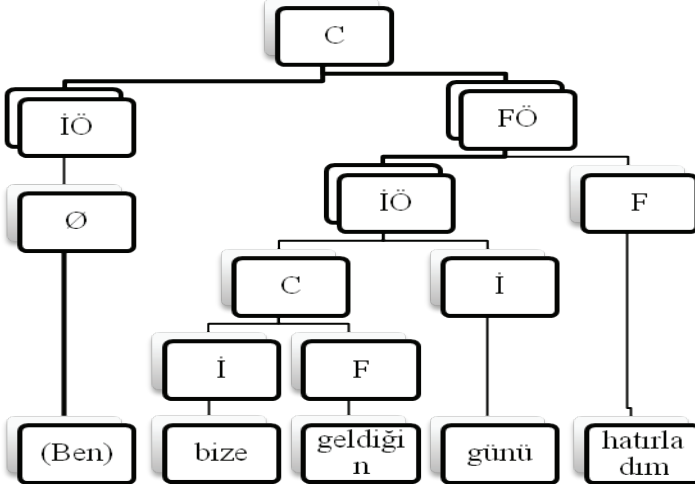 C
İÖ
FÖ
Ø
İÖ
F
C
İ
İ
F
(Ben)
bize
geldiği
n
günü
hatırla
dım